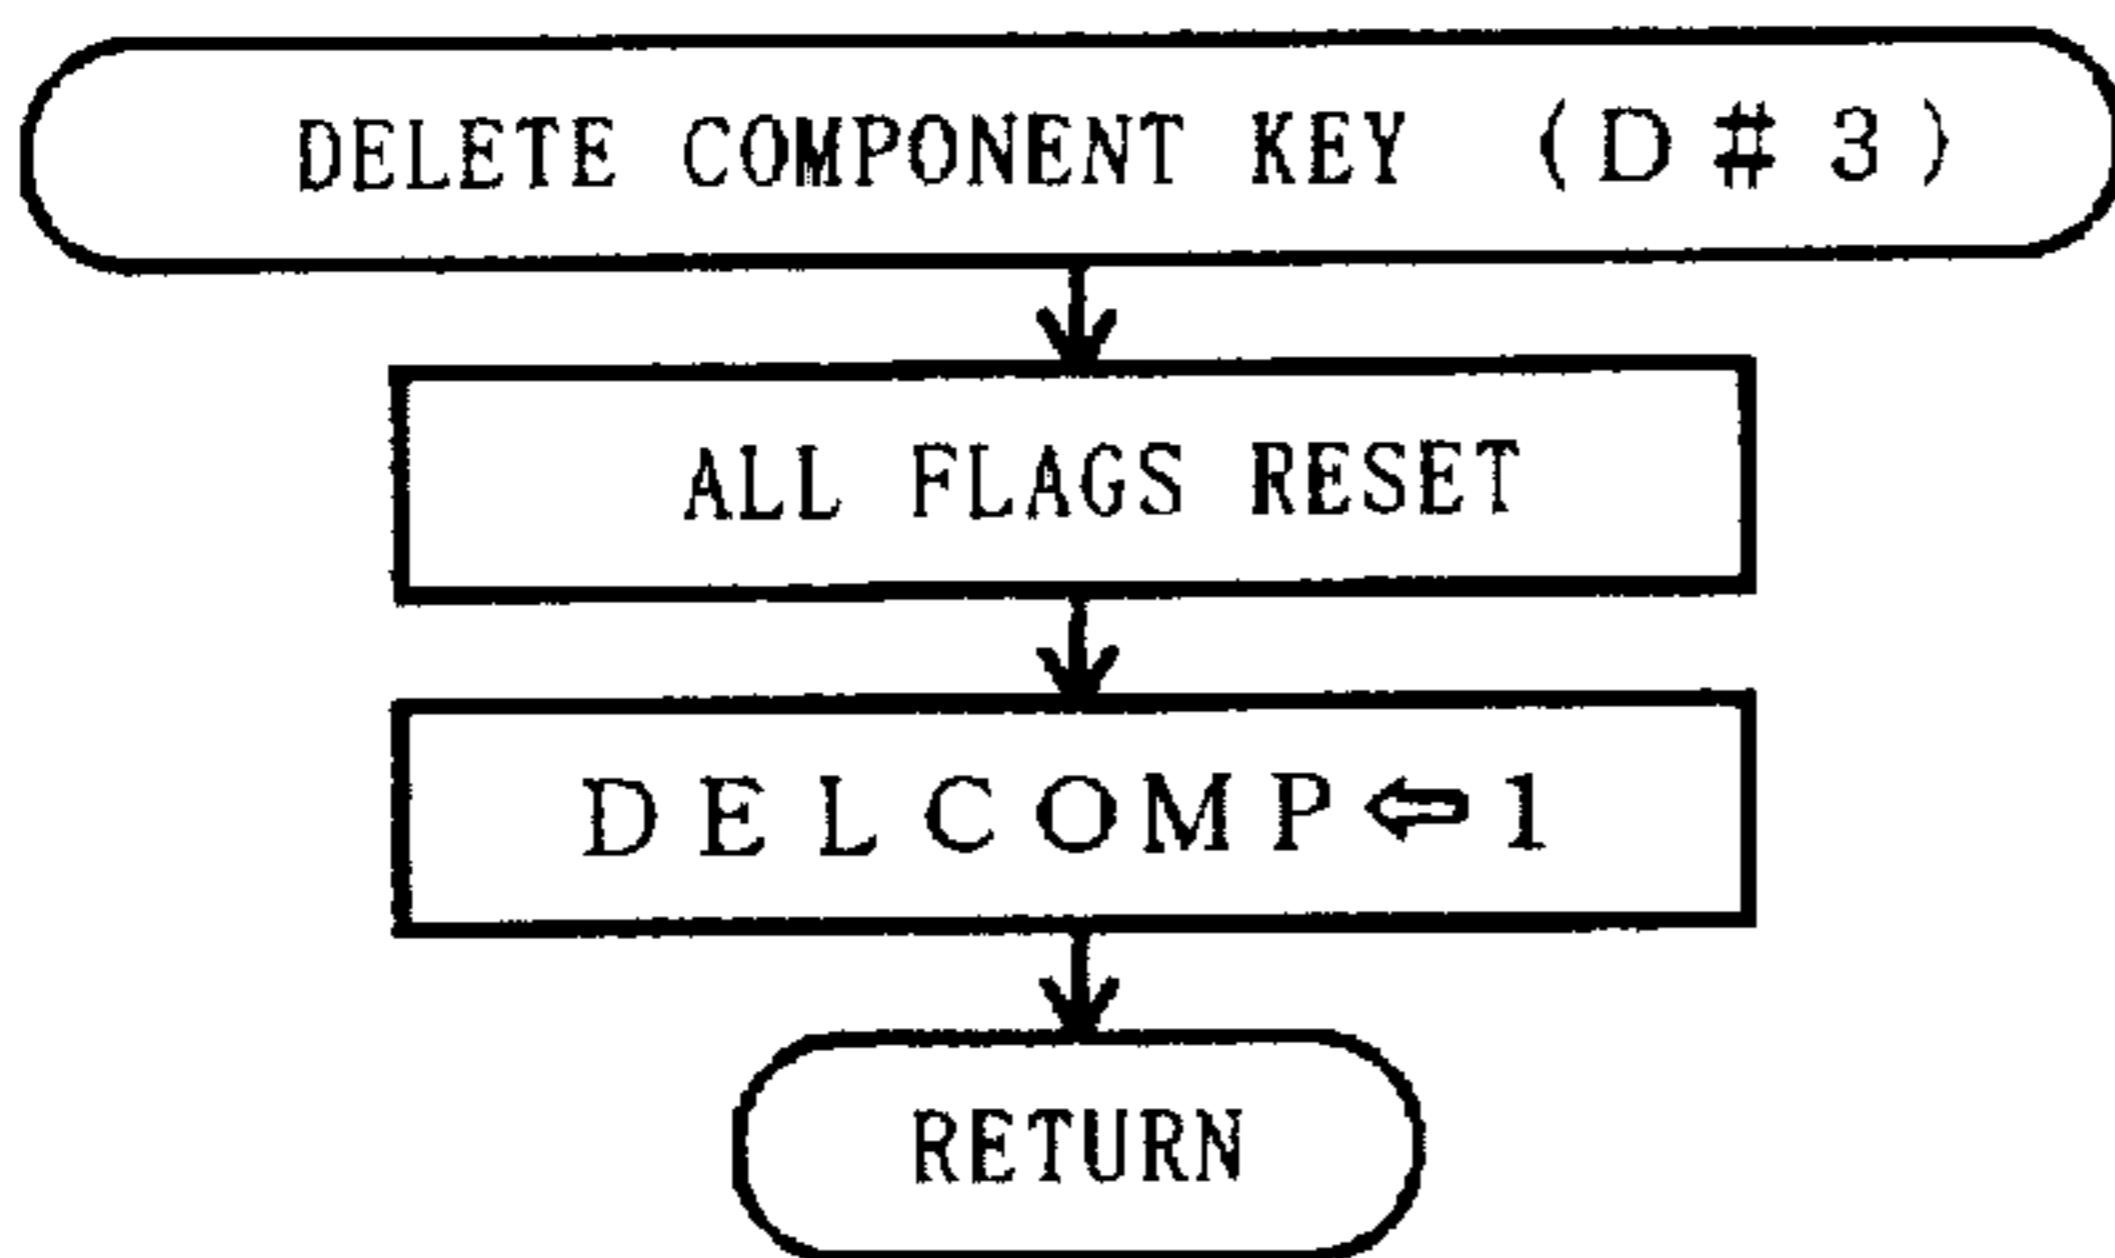 DELETE COMPONENT KEY (D#3)
ALL FLAGS RESET
DELCOMP⇦1
RETURN